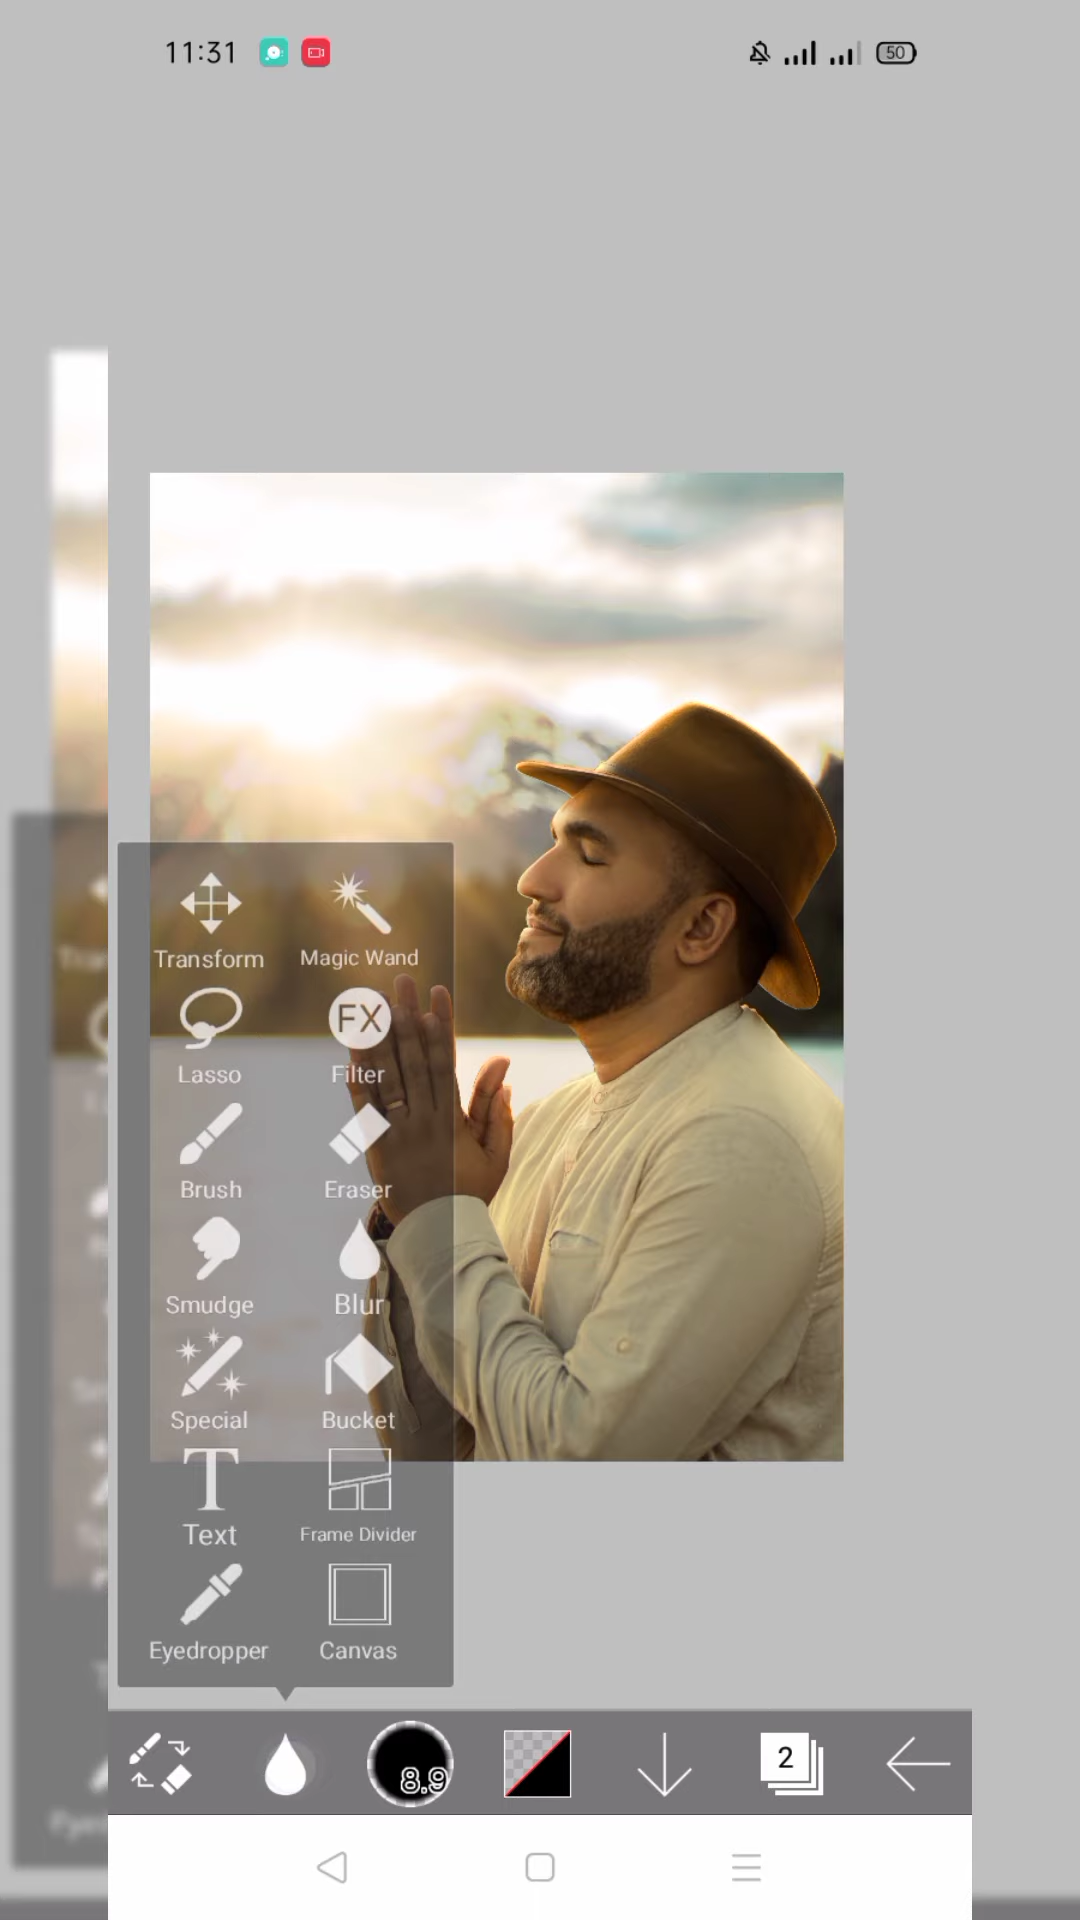 11:31
50
Transform
Magic Wand
Lasso
FX
Filter
Brush
Eraser
Smudge
Blur
Special
Bucket
T
Text
Frame Divider
Eyedropper
Canvas
8.9
2